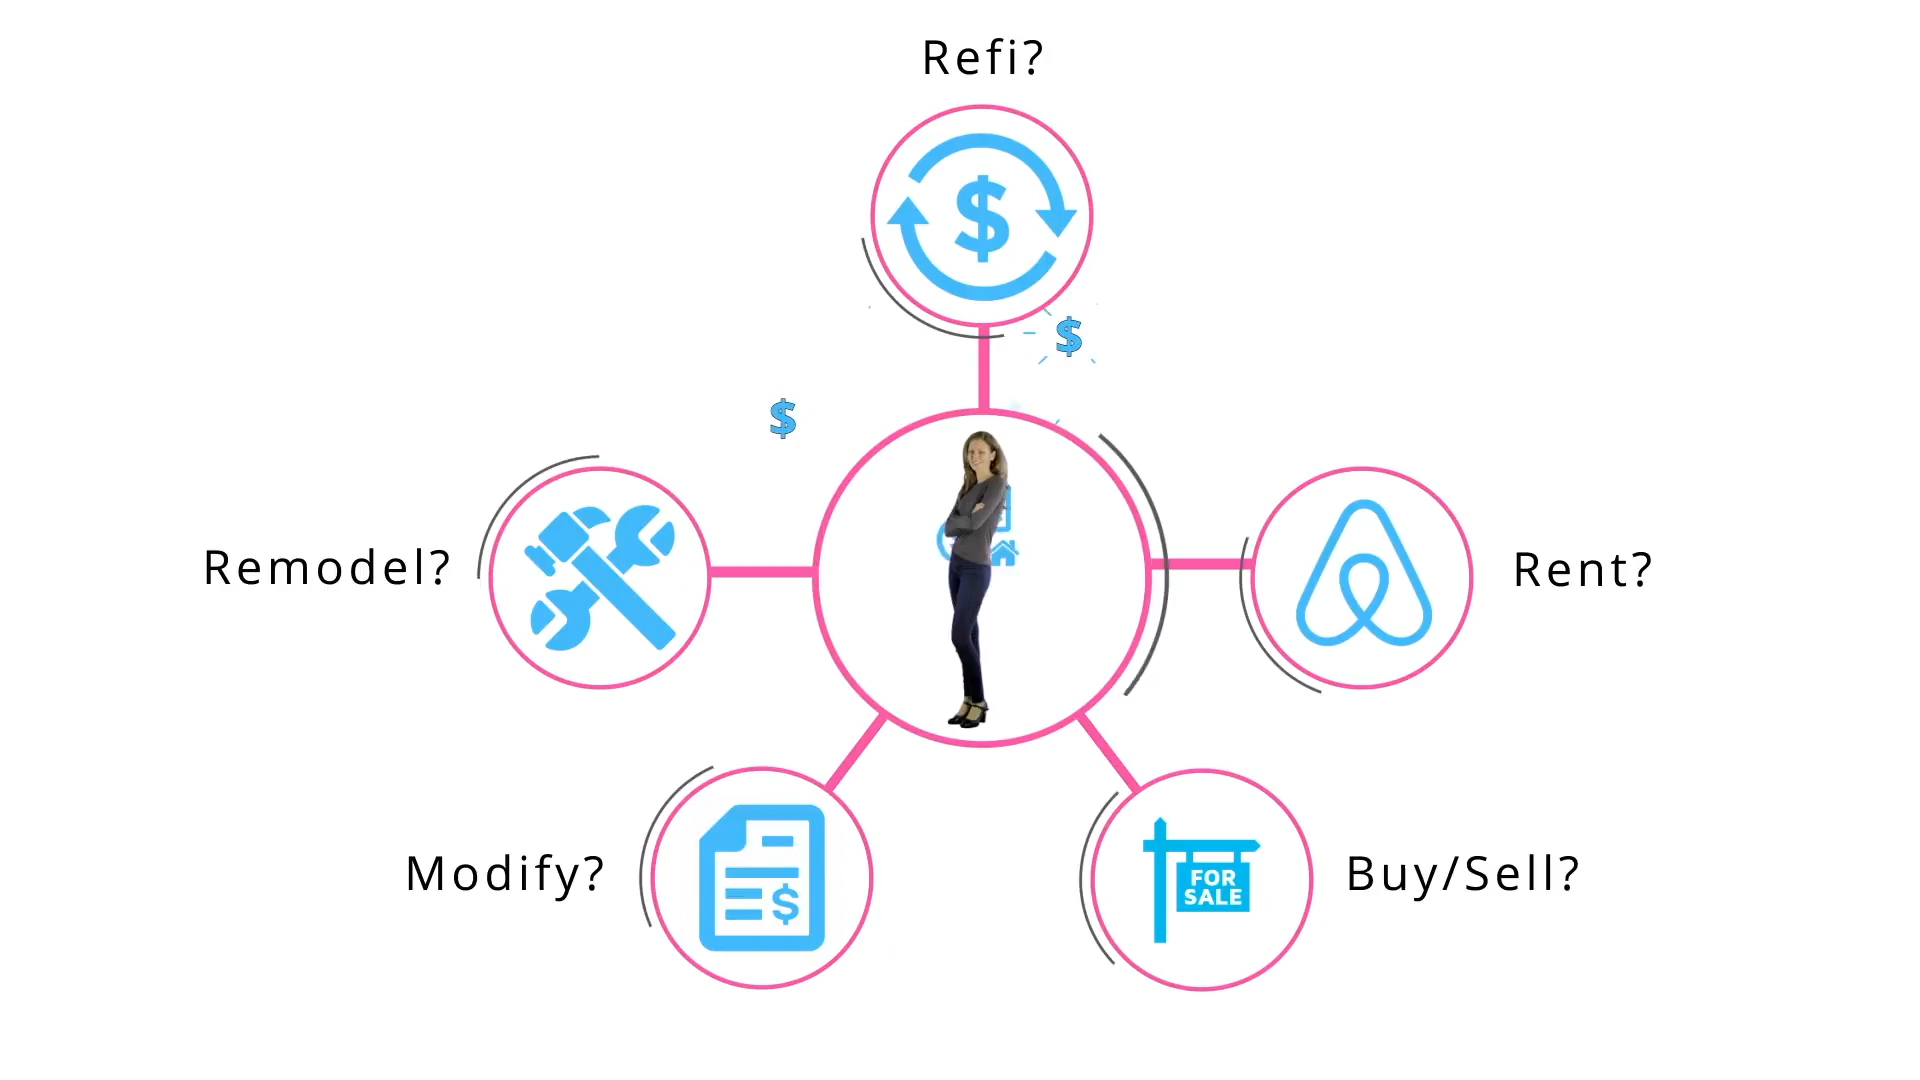 Refi?
$
$
$
Remodel?
Rent?
Modify?
$
FOR
SALE
Buy/Sell?